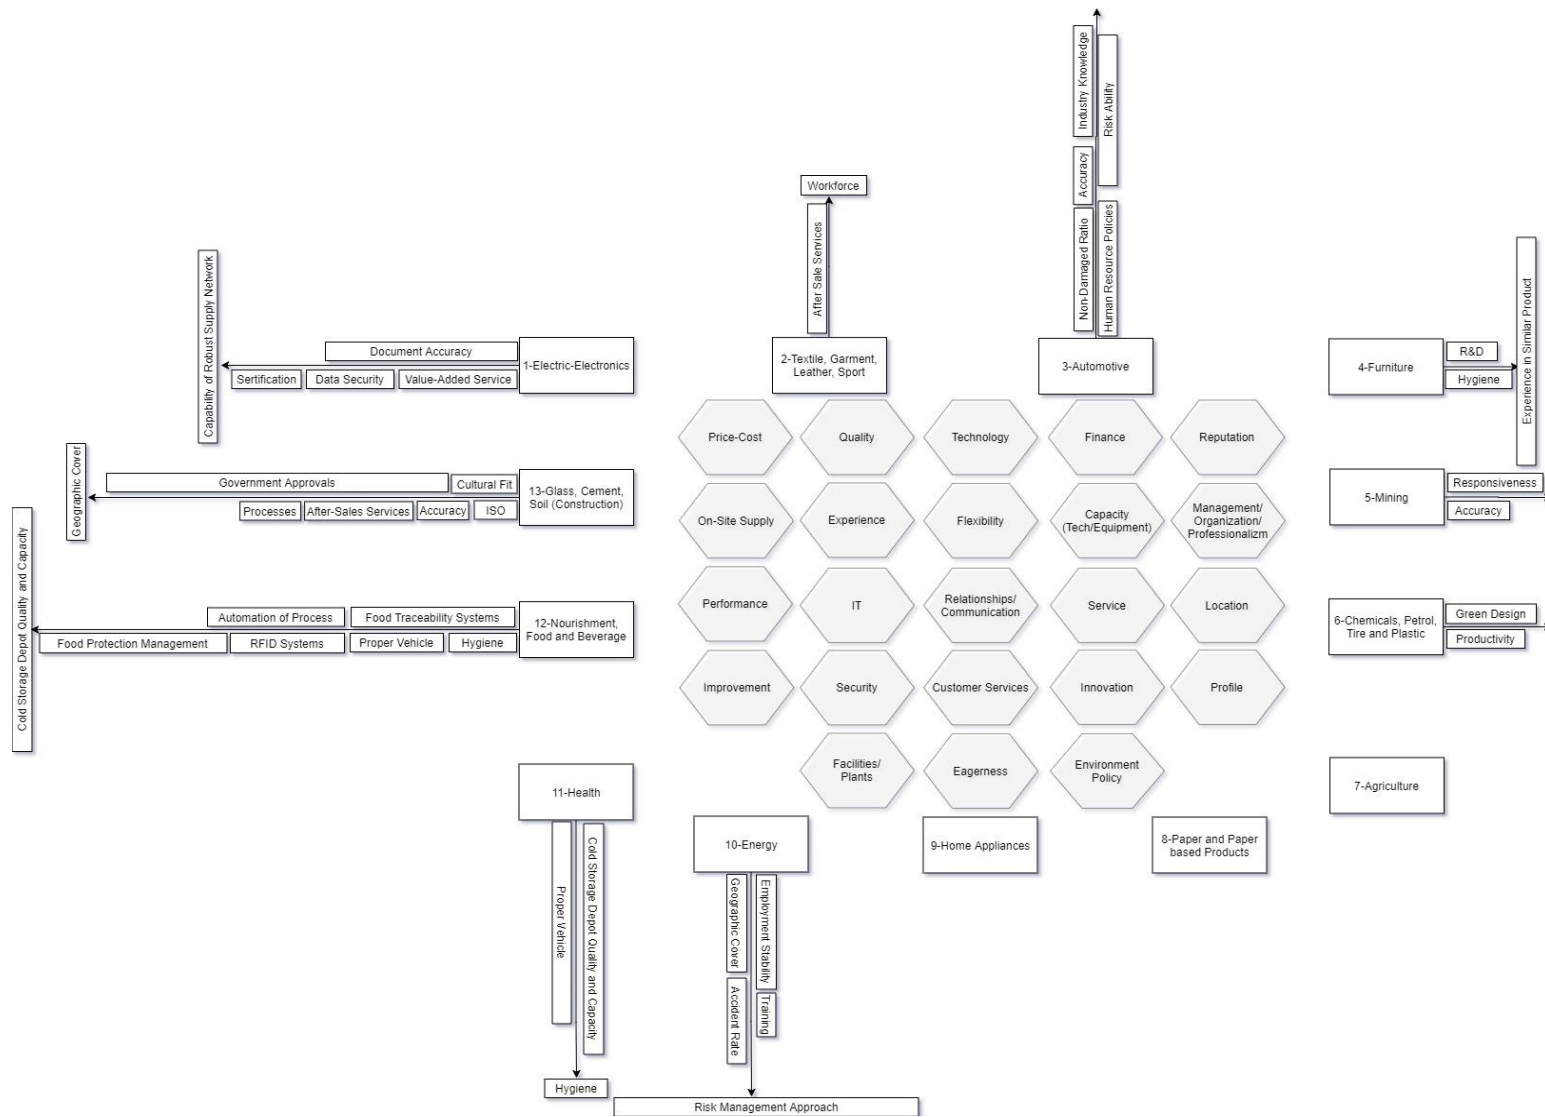 Industry Knowledge
Risk Ability
Accuracy
Non-Damaged Ratio
Human Resource Policies
Workforce
After Sale Services
Capability of Robust Supply Network
Document Accuracy
Sertification
Data Security
Value-Added Service
1-Electric-Electronics
2-Textile, Garment,
Leather, Sport
3-Automotive
4-Furniture
R&D
Hygiene
Experience in Similar Product
Price-Cost
Quality
Technology
Finance
Reputation
Geographic Cover
Government Approvals
Cultural Fit
Processes
After-Sales Services
Accuracy
ISO
13-Glass, Cement,
Soil (Construction)
On-Site Supply
Experience
Flexibility
Capacity
(Tech/Equipment)
Management/
Organization/
Professionalizm
5-Mining
Responsiveness
Accuracy
Cold Storage Depot Quality and Capacity
Automation of Process
Food Traceability Systems
Food Protection Management
RFID Systems
Proper Vehicle
Hygiene
12-Nourishment,
Food and Beverage
Performance
IT
Relationships/
Communication
Service
Location
6-Chemicals, Petrol,
Tire and Plastic
Green Design
Productivity
Improvement
Security
Customer Services
Innovation
Profile
Facilities/
Plants
Eagerness
Environment
Policy
7-Agriculture
11-Health
Proper Vehicle
Cold Storage Depot Quality and Capacity
Hygiene
10-Energy
Geographic Cover
Employment Stability
Accident Rate
Training
Risk Management Approach
9-Home Appliances
8-Paper and Paper
based Products